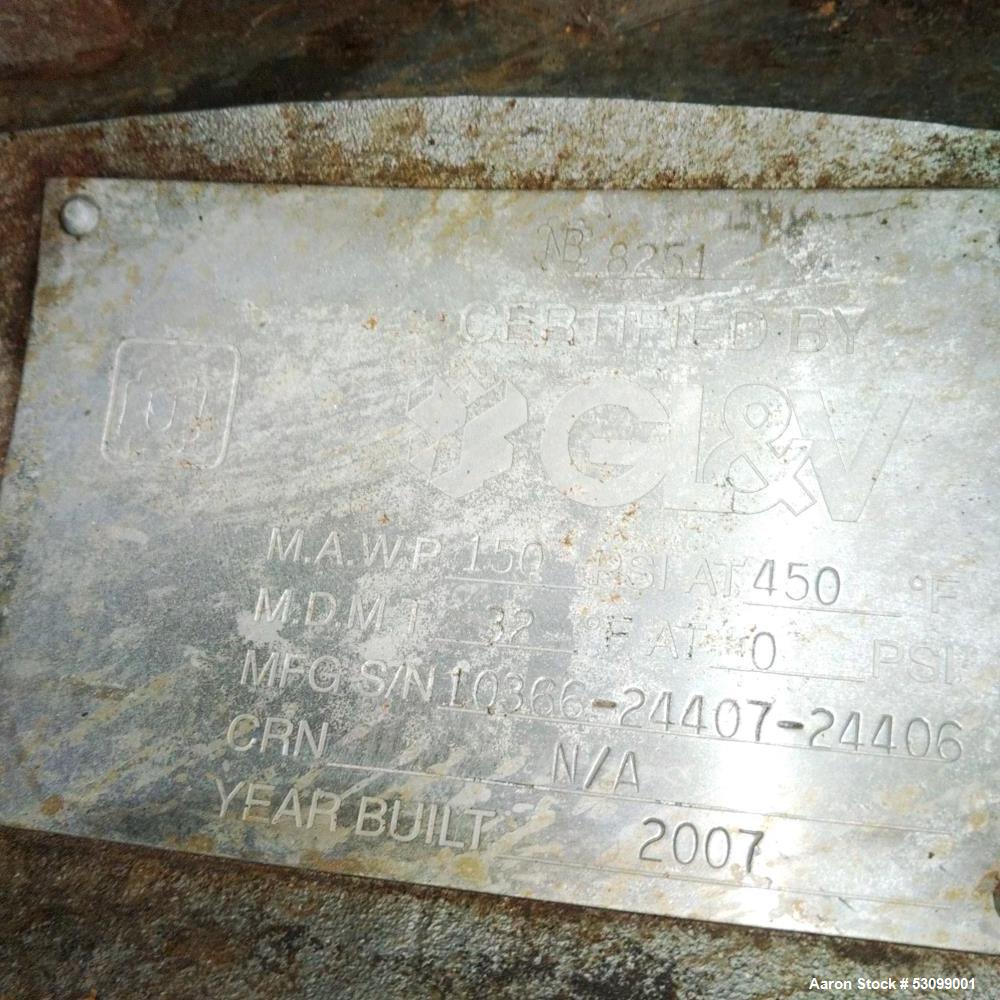 NB 8251
CERTIFIED BY
U
GL&V
M.A.W.P. 150 PSI AT 450 °F
M.D.M.T. 32 °F AT 0 PSI
MFG S/N 10366-24407-24406
CRN N/A
YEAR BUILT 2007
Aaron Stock # 53099001